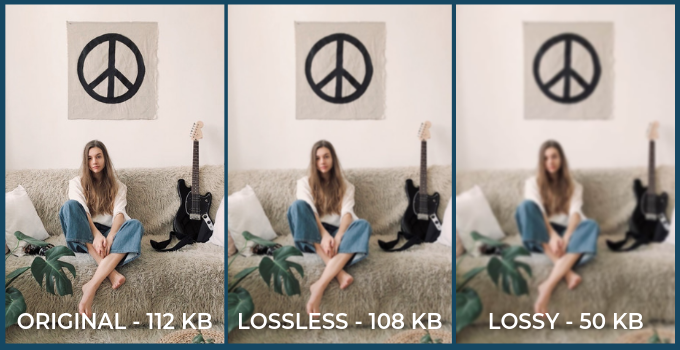 ORIGINAL - 112 KB
LOSSLESS - 108 KB
LOSSY - 50 KB